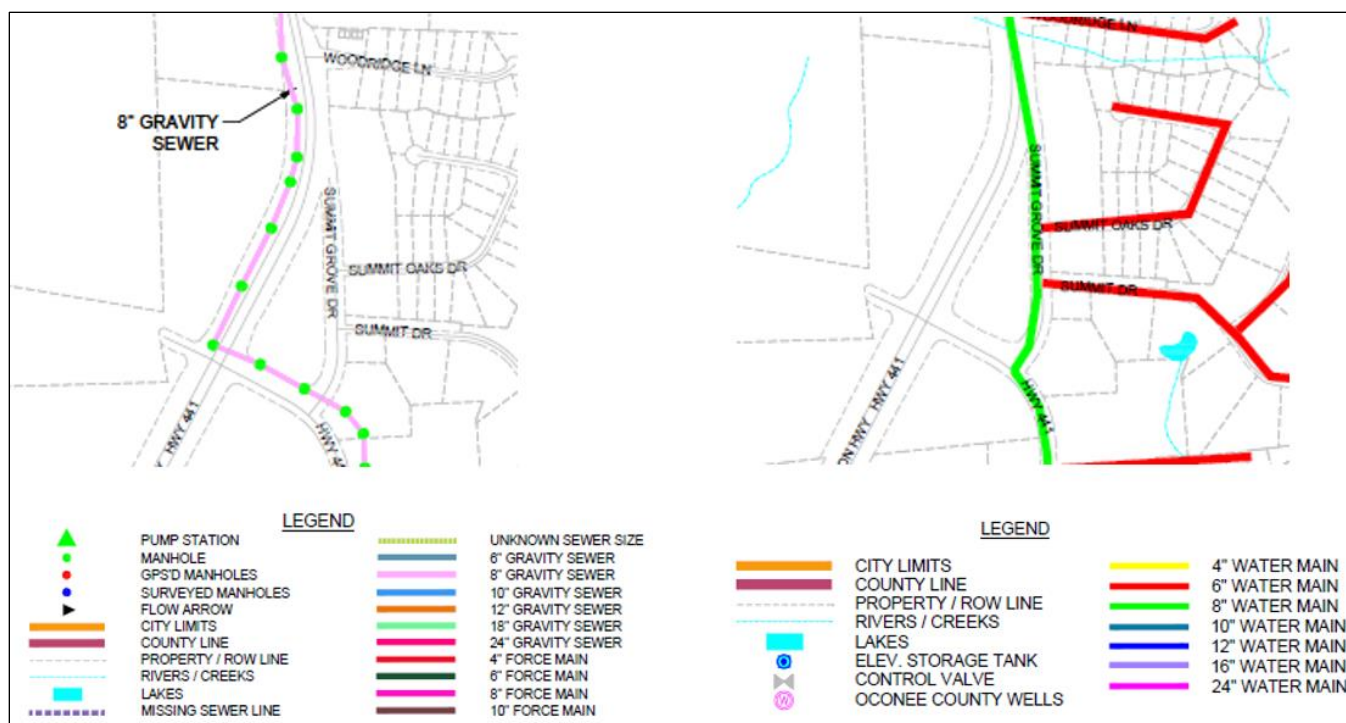 WOODRIDGE LN
8" GRAVITY
SEWER
SUMMIT GROVE DR
SUMMIT OAKS DR
SUMMIT DR
HWY 441
HWY 44
WOODRIDGE LN
SUMMIT GROVE DR
SUMMIT OAKS DR
SUMMIT DR
HWY 441
HWY 441
LEGEND
PUMP STATION
MANHOLE
GPS'D MANHOLES
SURVEYED MANHOLES
FLOW ARROW
CITY LIMITS
COUNTY LINE
PROPERTY / ROW LINE
RIVERS / CREEKS
LAKES
MISSING SEWER LINE
UNKNOWN SEWER SIZE
6" GRAVITY SEWER
8" GRAVITY SEWER
10" GRAVITY SEWER
12" GRAVITY SEWER
18" GRAVITY SEWER
24" GRAVITY SEWER
4" FORCE MAIN
6" FORCE MAIN
8" FORCE MAIN
10" FORCE MAIN
LEGEND
CITY LIMITS
COUNTY LINE
PROPERTY / ROW LINE
RIVERS / CREEKS
LAKES
ELEV. STORAGE TANK
CONTROL VALVE
OCONEE COUNTY WELLS
4" WATER MAIN
6" WATER MAIN
8" WATER MAIN
10" WATER MAIN
12" WATER MAIN
16" WATER MAIN
24" WATER MAIN